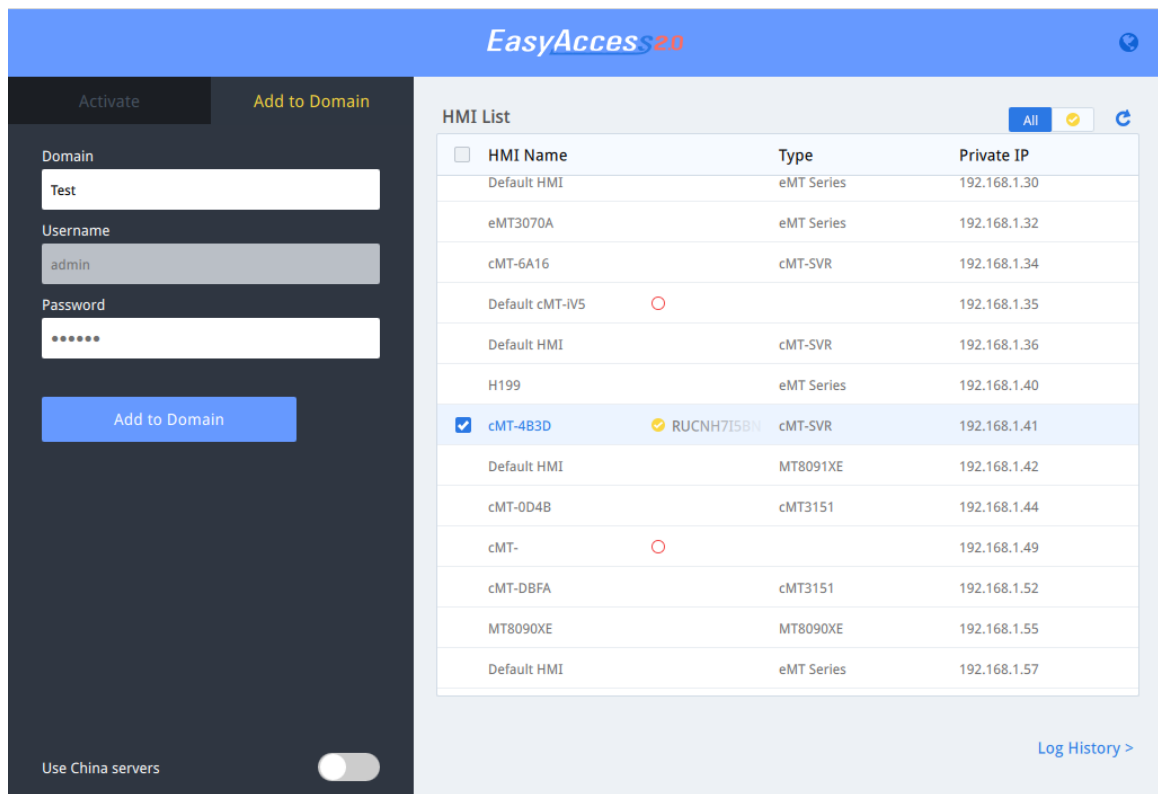 EasyAccess2.0
Activate
Add to Domain
Domain
Test
Username
admin
Password
Add to Domain
Use China servers
HMI List
All
HMI Name Type Private IP
Default HMI eMT Series 192.168.1.30
eMT3070A eMT Series 192.168.1.32
cMT-6A16 cMT-SVR 192.168.1.34
Default cMT-iV5 192.168.1.35
Default HMI cMT-SVR 192.168.1.36
H199 eMT Series 192.168.1.40
cMT-4B3D RUCNH7I5BN cMT-SVR 192.168.1.41
Default HMI MT8091XE 192.168.1.42
cMT-0D4B cMT3151 192.168.1.44
cMT- 192.168.1.49
cMT-DBFA cMT3151 192.168.1.52
MT8090XE MT8090XE 192.168.1.55
Default HMI eMT Series 192.168.1.57
Log History >